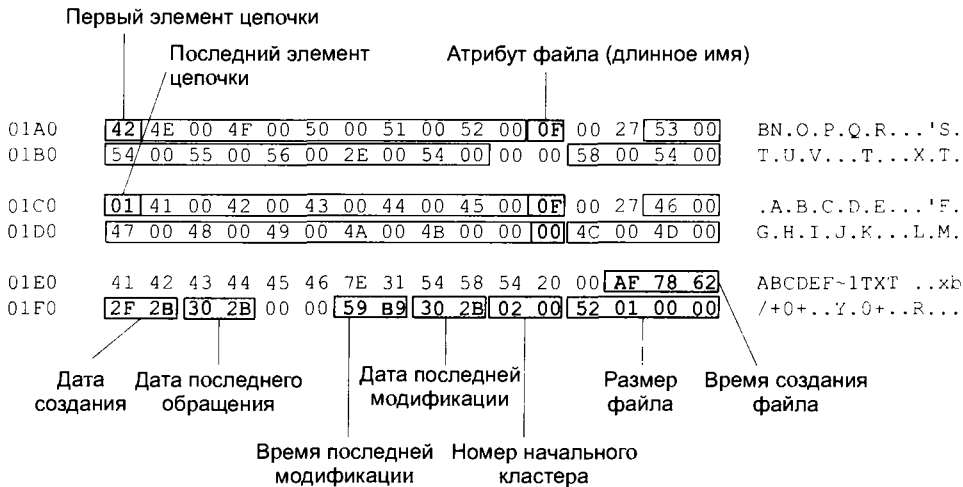 Первый элемент цепочки
Последний элемент
цепочки
Атрибут файла (длинное имя)
01A0 42 4E 00 4F 00 50 00 51 00 52 00 0F 00 27 53 00 BN.O.P.Q.R...'S.
01B0 54 00 55 00 56 00 2E 00 54 00 00 00 58 00 54 00 T.U.V...T...X.T.
01C0 01 41 00 42 00 43 00 44 00 45 00 0F 00 27 46 00 .A.B.C.D.E...'F.
01D0 47 00 48 00 49 00 4A 00 4B 00 00 00 4C 00 4D 00 G.H.I.J.K...L.M.
01E0 41 42 43 44 45 46 7E 31 54 58 54 20 00 AF 78 62 ABCDEF~1TXT ..xb
01F0 2F 2B 30 2B 00 00 59 B9 30 2B 02 00 52 01 00 00 /+0+..Y.0+..R...
Дата
создания
Дата последнего
обращения
Дата последней
модификации
Размер
файла
Время создания
файла
Время последней
модификации
Номер начального
кластера